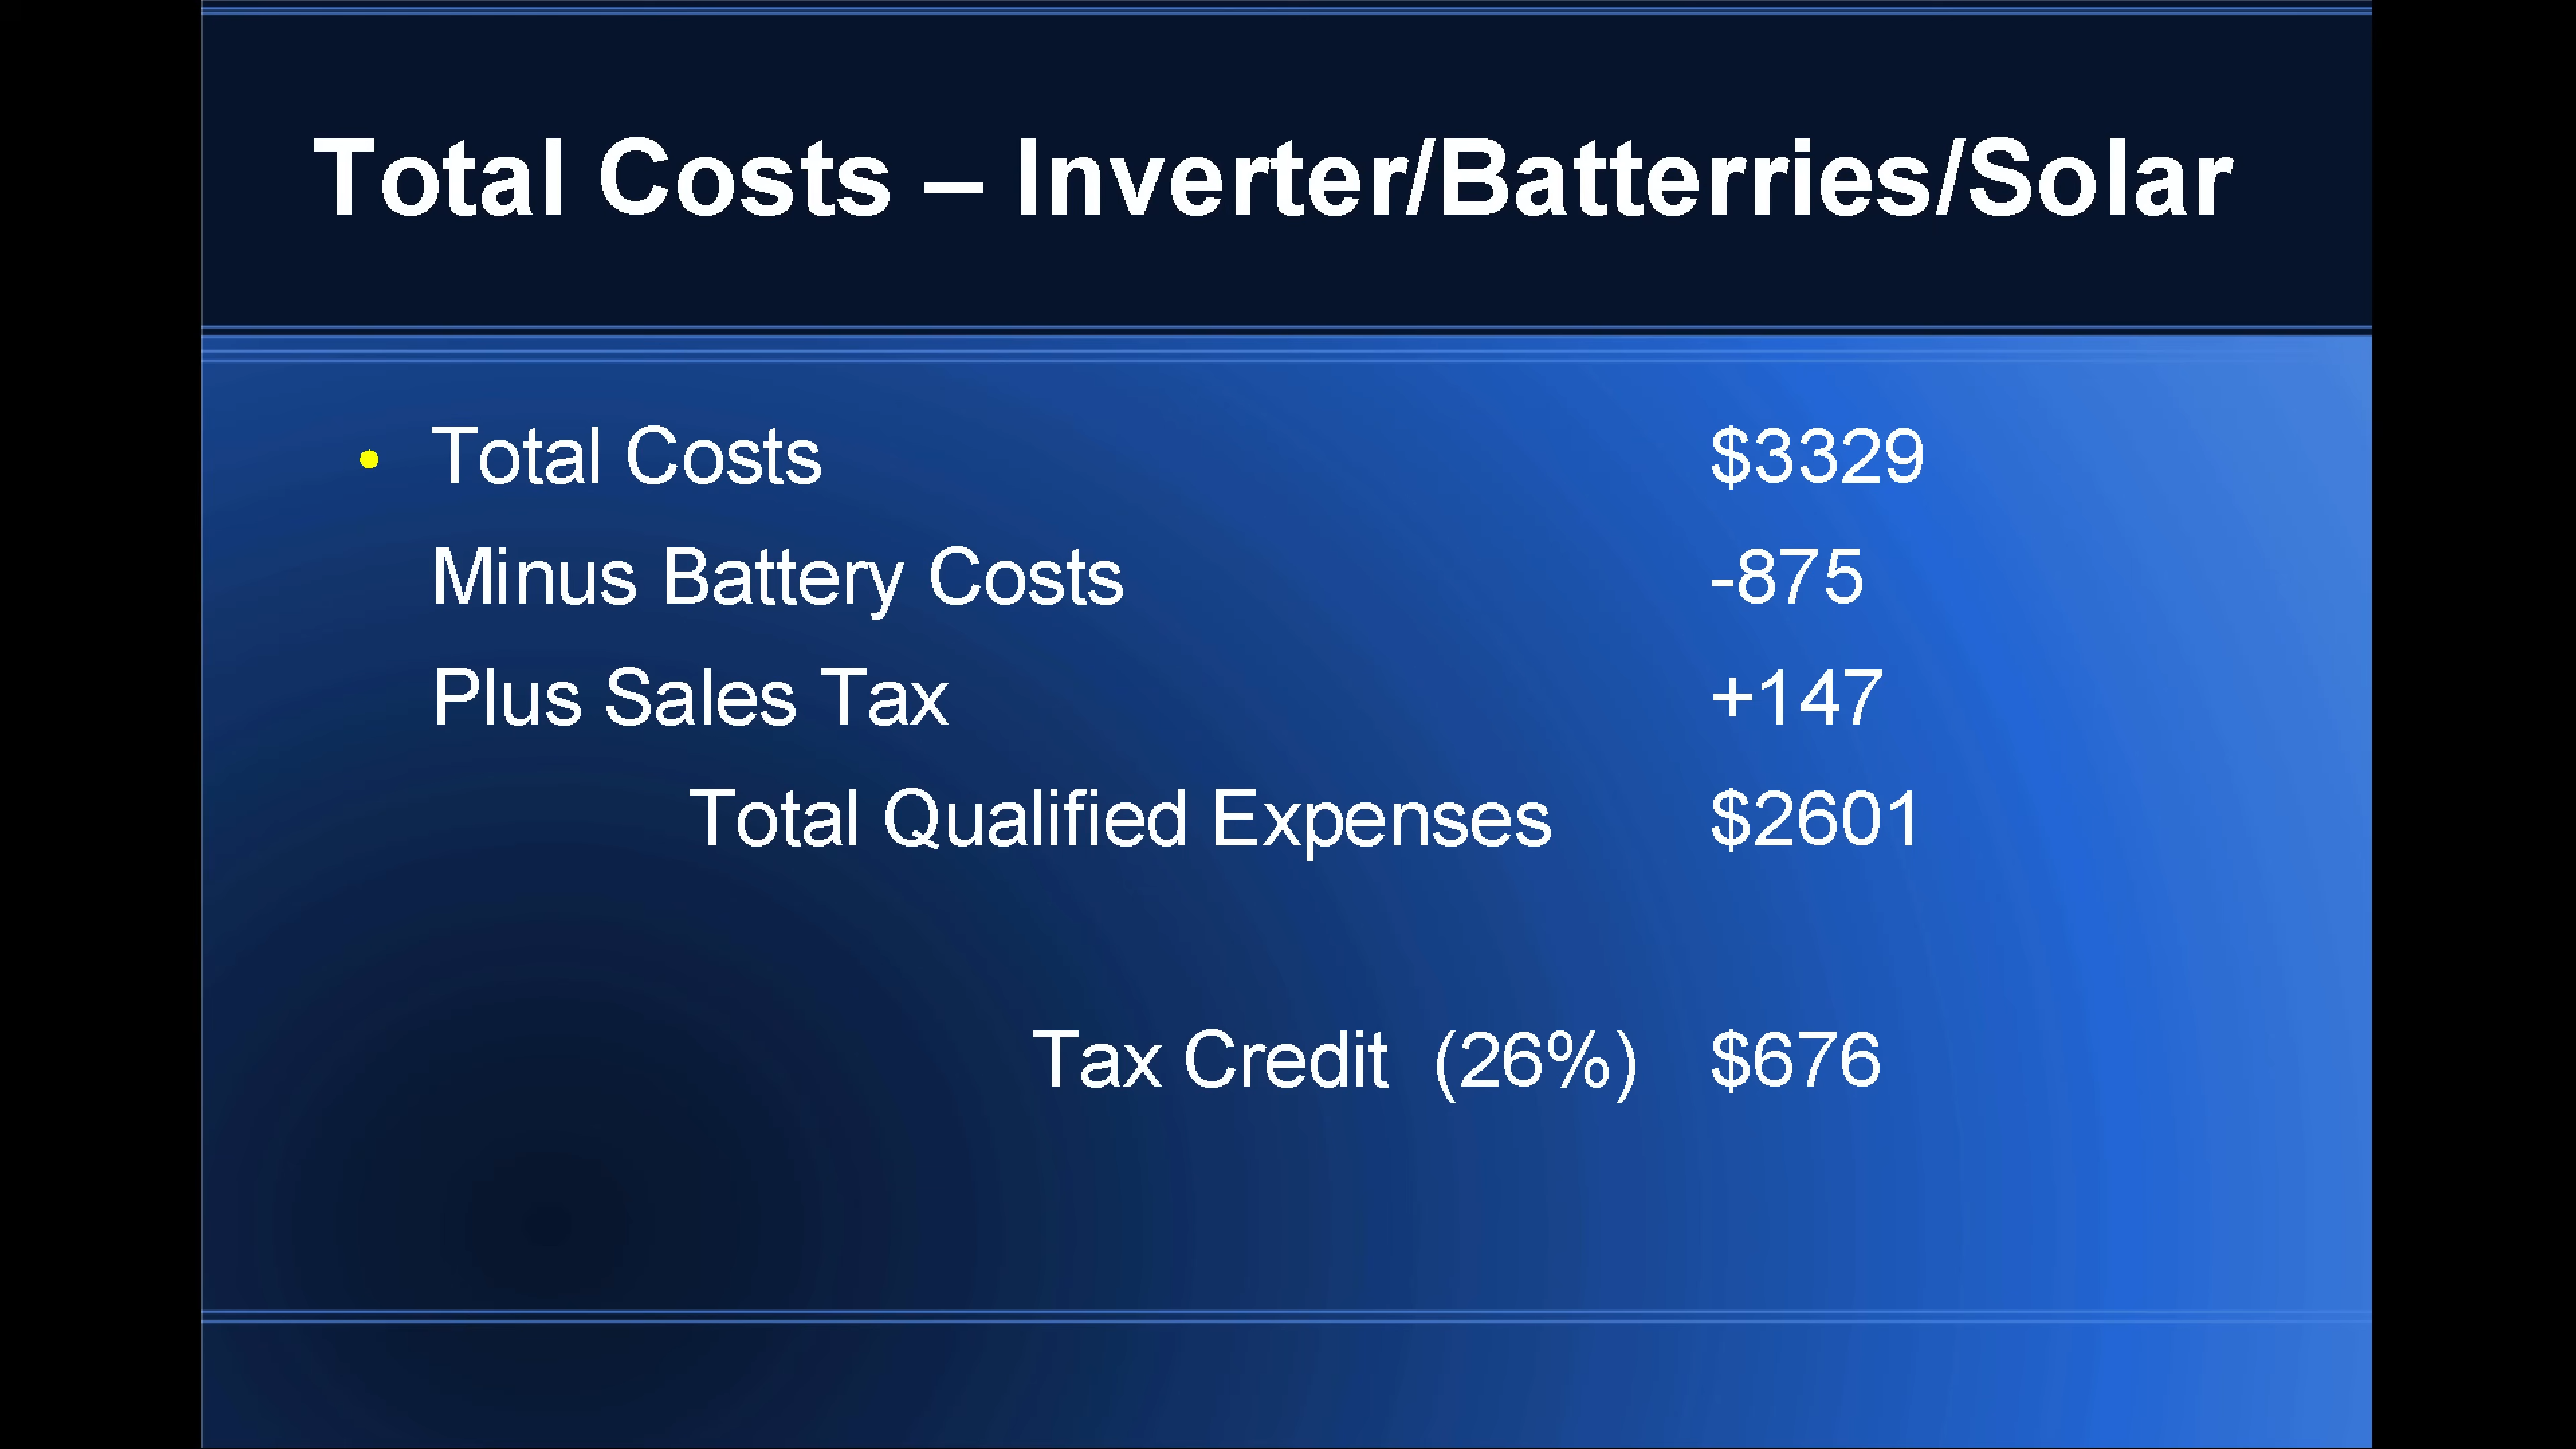 Total Costs – Inverter/Batterries/Solar
• Total Costs $3329
Minus Battery Costs -875
Plus Sales Tax +147
Total Qualified Expenses $2601
Tax Credit (26%) $676